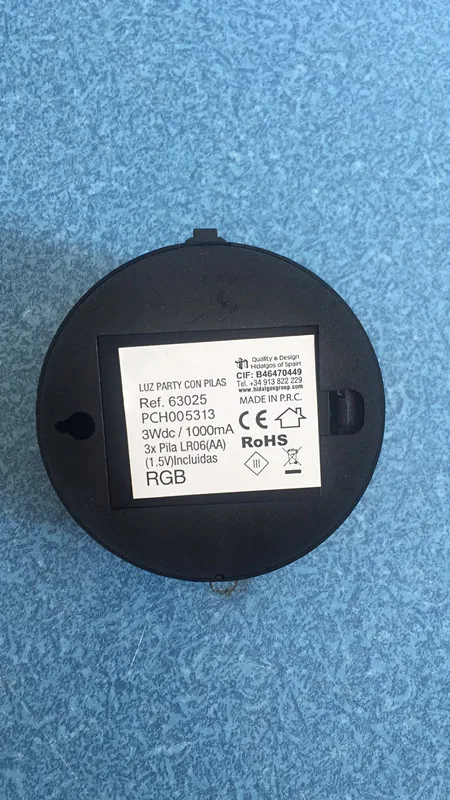 LUZ PARTY CON PILAS
Ref. 63025
PCH005313
3Wdc / 1000mA
3x Pila LR06(AA)
(1.5V)Incluidas
RGB
Quality & Design
Hidalgos of Spain
CIF: B46470449
Tel. +34 913 822 229
www.hidalgosgroup.com
MADE IN P.R.C.
CE
RoHS
III